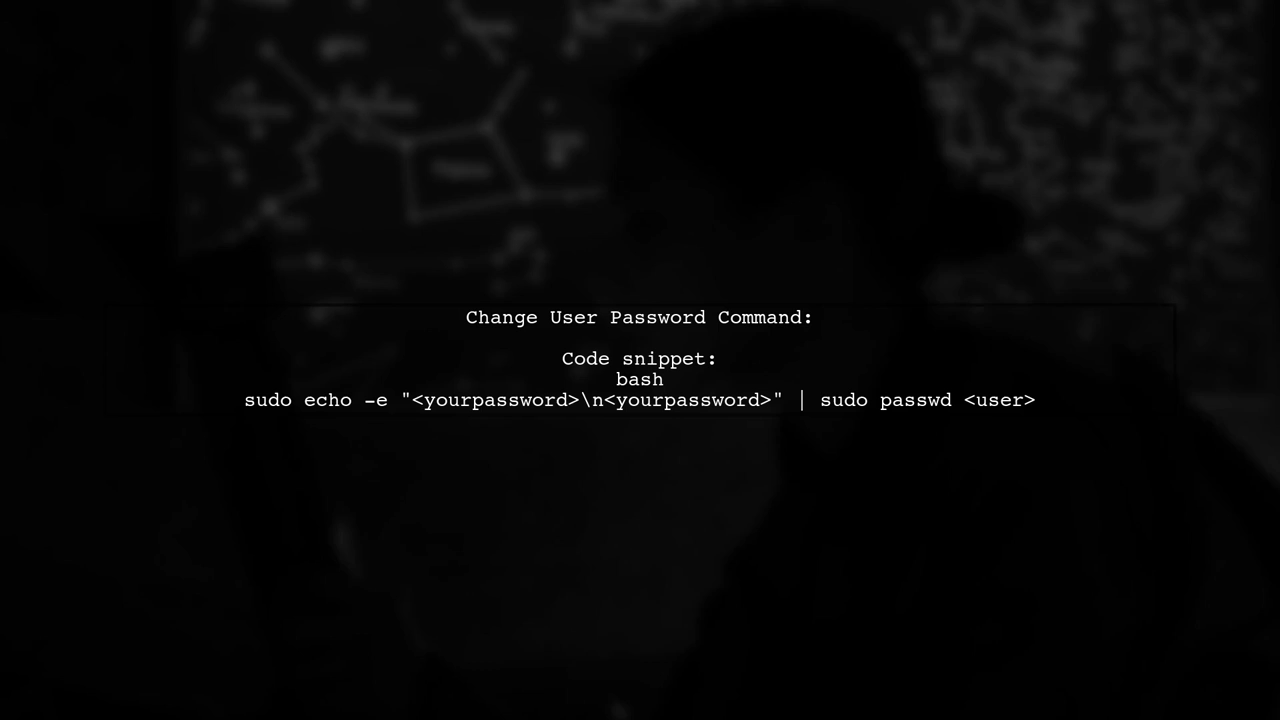 Change User Password Command:
Code snippet:
bash
sudo echo -e "<yourpassword>\n<yourpassword>" | sudo passwd <user>